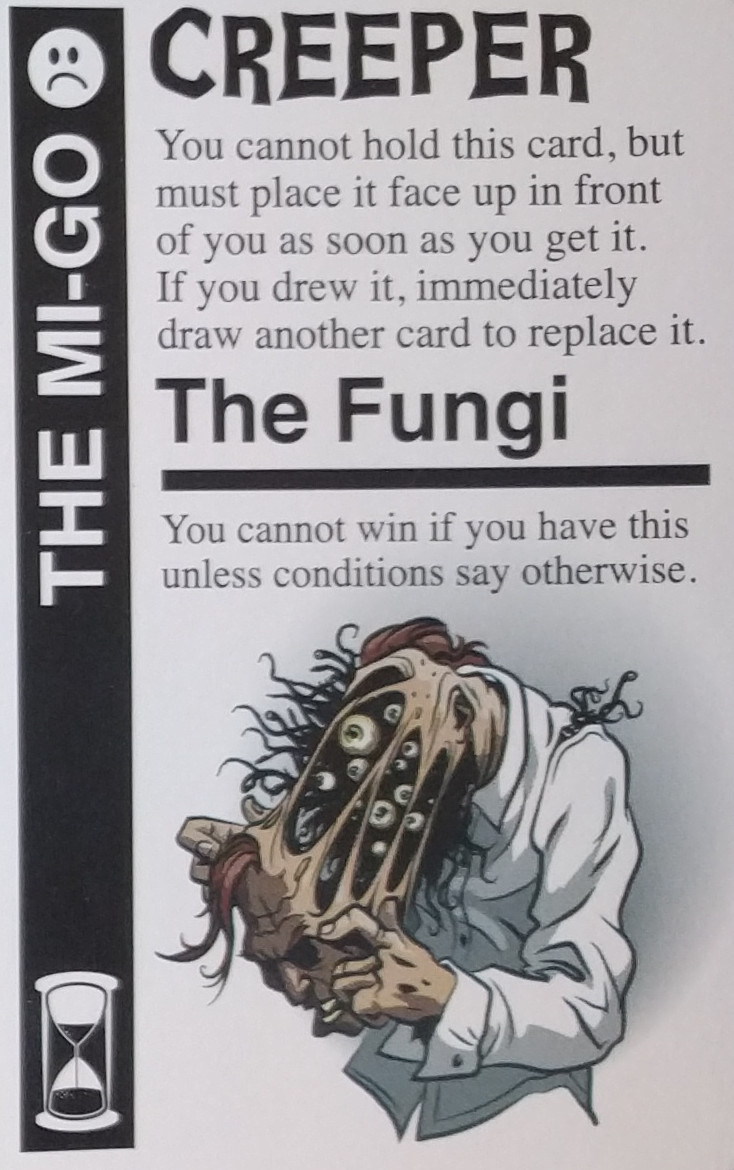 THE MI-GO
CREEPER
You cannot hold this card, but
must place it face up in front
of you as soon as you get it.
If you drew it, immediately
draw another card to replace it.
The Fungi
You cannot win if you have this
unless conditions say otherwise.